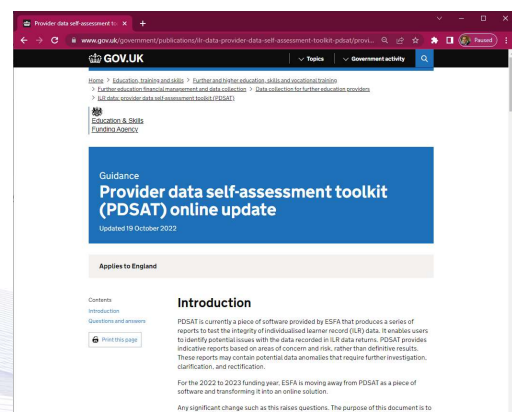 Provider data self-assessment to
www.gov.uk/government/publications/ilr-data-provider-data-self-assessment-toolkit-pdsat/provi...
Paused
GOV.UK
Topics
Government activity
Home > Education, training and skills > Further and higher education, skills and vocational training
> Further education financial management and data collection > Data collection for further education providers
> ILR data: provider data self-assessment toolkit (PDSAT)
Education & Skills
Funding Agency
Guidance
Provider data self-assessment toolkit
(PDSAT) online update
Updated 19 October 2022
Applies to England
Contents
Introduction
Questions and answers
Print this page
Introduction
PDSAT is currently a piece of software provided by ESFA that produces a series of
reports to test the integrity of individualised learner record (ILR) data. It enables users
to identify potential issues with the data recorded in ILR data returns. PDSAT provides
indicative reports based on areas of concern and risk, rather than definitive results.
These reports may contain potential data anomalies that require further investigation,
clarification, and rectification.
For the 2022 to 2023 funding year, ESFA is moving away from PDSAT as a piece of
software and transforming it into an online solution.
Any significant change such as this raises questions. The purpose of this document is to